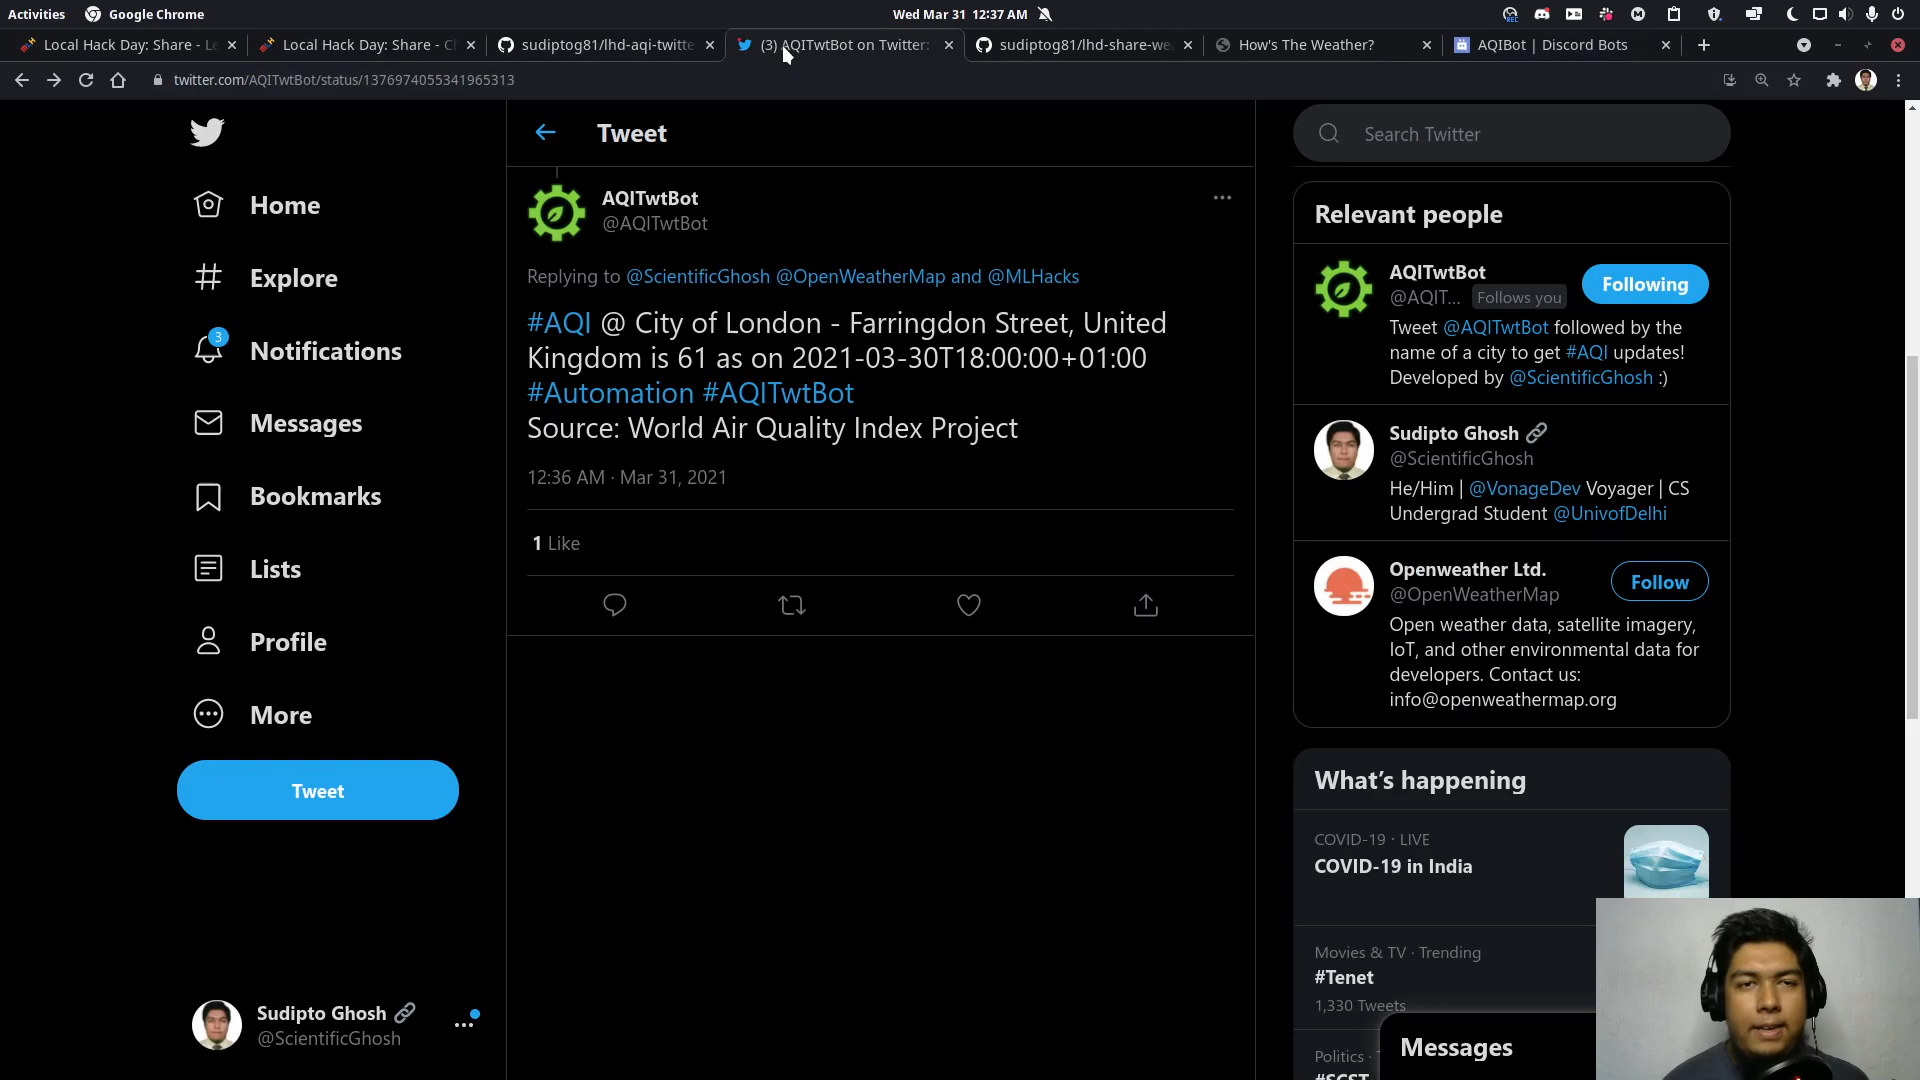 Activities
Google Chrome
Wed Mar 31 12:37 AM
Local Hack Day: Share - Le
Local Hack Day: Share - C
sudiptog81/lhd-aqi-twitte
(3) AQITwtBot on Twitter:
sudiptog81/lhd-share-we
How's The Weather?
AQIBot | Discord Bots
twitter.com/AQITwtBot/status/1376974055341965313
Home
Explore
3
Notifications
Messages
Bookmarks
Lists
Profile
More
Tweet
Sudipto Ghosh
@ScientificGhosh
Tweet
AQITwtBot
@AQITwtBot
Replying to @ScientificGhosh @OpenWeatherMap and @MLHacks
#AQI @ City of London - Farringdon Street, United
Kingdom is 61 as on 2021-03-30T18:00:00+01:00
#Automation #AQITwtBot
Source: World Air Quality Index Project
12:36 AM · Mar 31, 2021
1 Like
Search Twitter
Relevant people
AQITwtBot
@AQIT... Follows you
Following
Tweet @AQITwtBot followed by the
name of a city to get #AQI updates!
Developed by @ScientificGhosh :)
Sudipto Ghosh
@ScientificGhosh
He/Him | @VonageDev Voyager | CS
Undergrad Student @UnivofDelhi
Openweather Ltd.
@OpenWeatherMap
Follow
Open weather data, satellite imagery,
IoT, and other environmental data for
developers. Contact us:
info@openweathermap.org
What's happening
COVID-19 · LIVE
COVID-19 in India
Movies & TV · Trending
#Tenet
1,330 Tweets
Politics ·
Messages